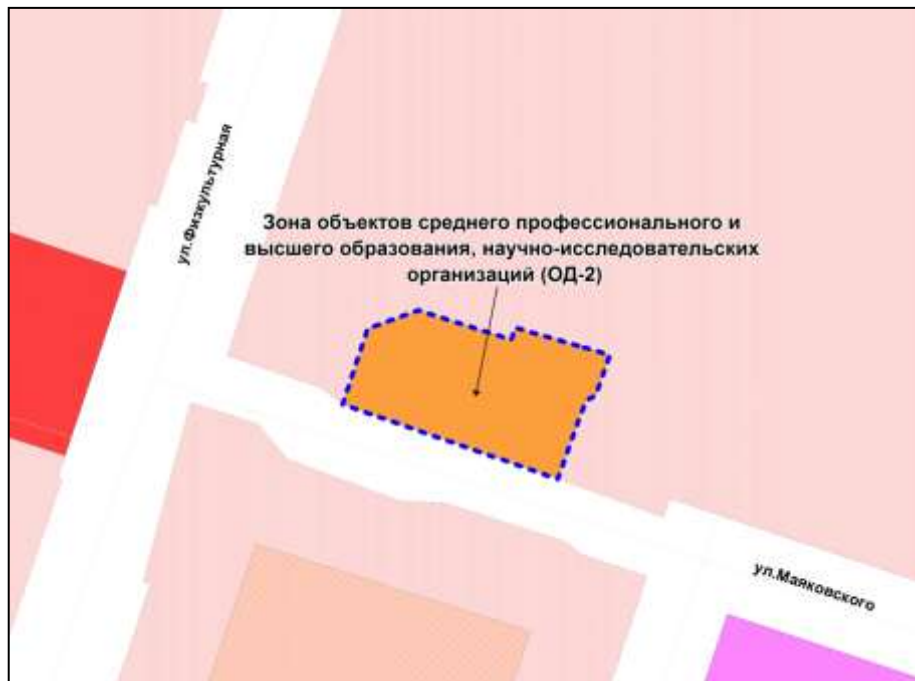 ул.Физкультурная
Зона объектов среднего профессионального и
высшего образования, научно-исследовательских
организаций (ОД-2)
ул.Маяковского